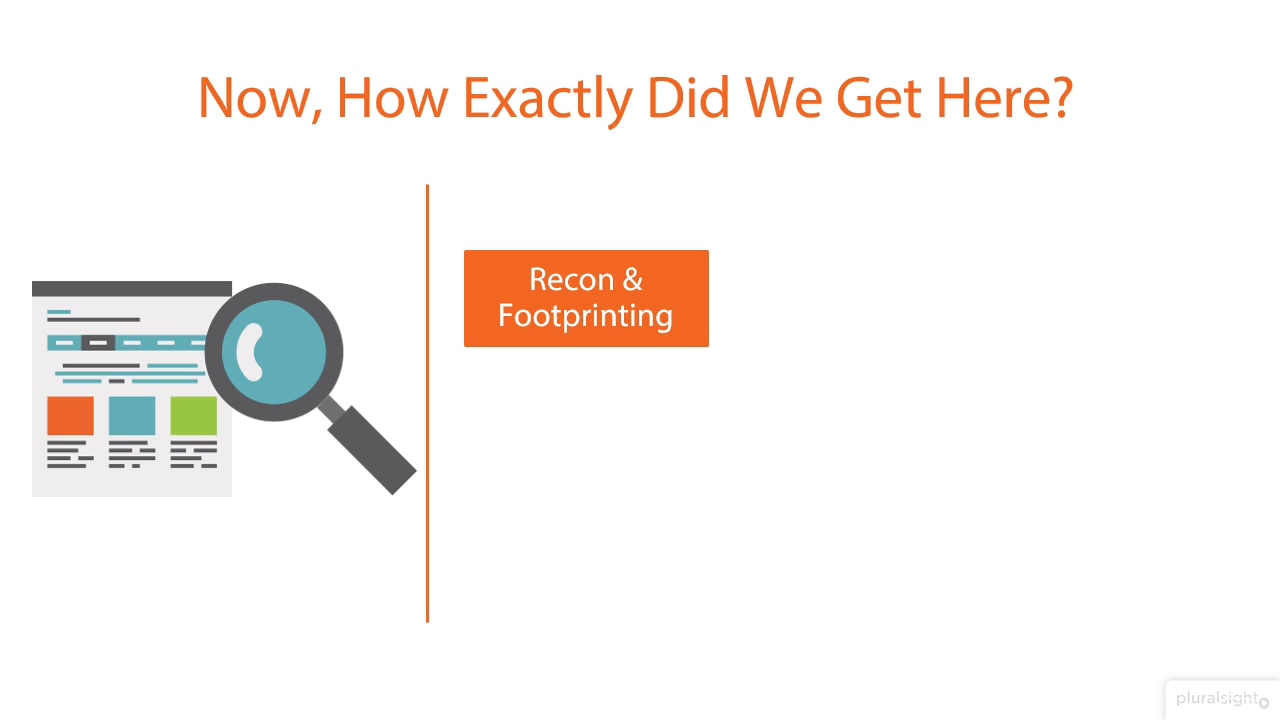 Now, How Exactly Did We Get Here?
Recon &
Footprinting
pluralsight